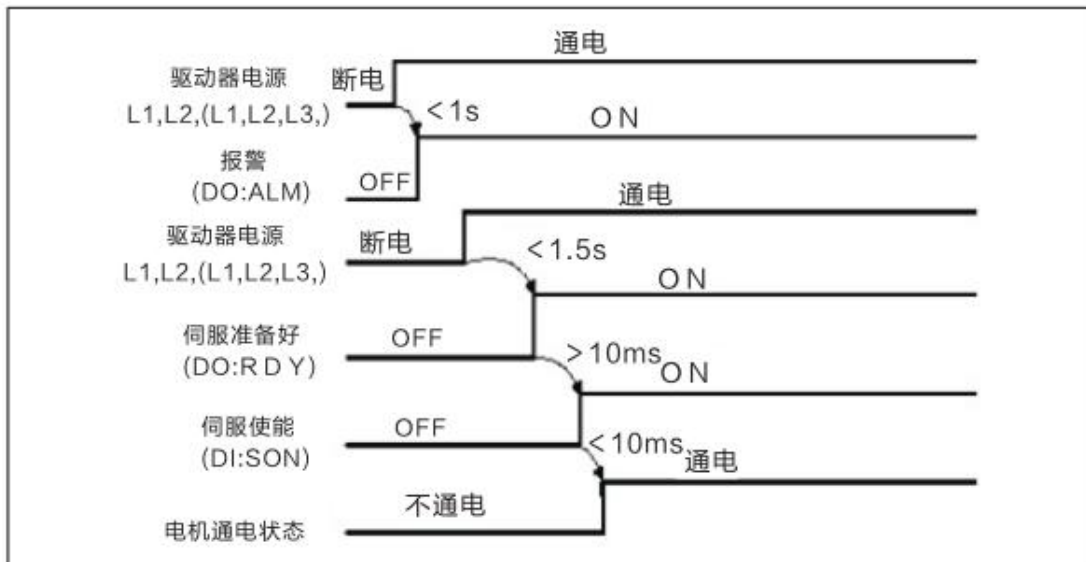 通电
驱动器电源 断电
L1,L2,(L1,L2,L3,) <1s ON
报警
(DO:ALM) OFF
通电
驱动器电源 断电
L1,L2,(L1,L2,L3,) <1.5s
ON
伺服准备好 OFF
(DO:RDY) >10ms
ON
伺服使能 OFF
(DI:SON) <10ms 通电
不通电
电机通电状态